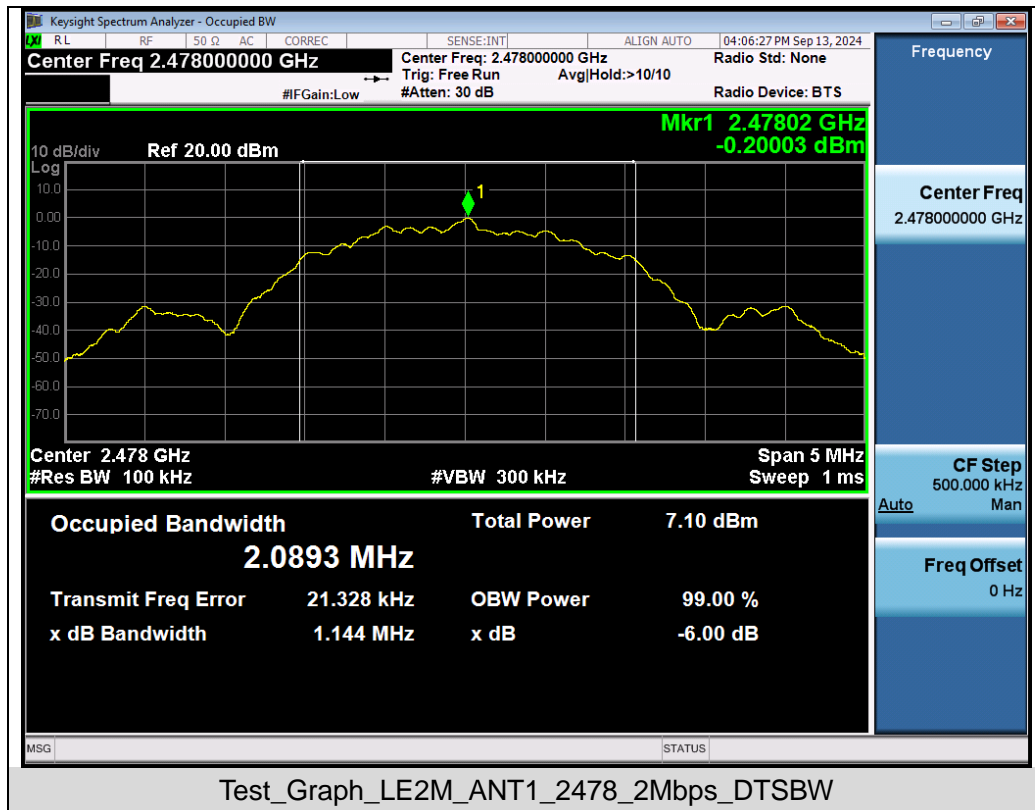 Keysight Spectrum Analyzer - Occupied BW
LXI RL RF 50 Ω AC CORREC SENSE:INT ALIGN AUTO 04:06:27 PM Sep 13, 2024
Center Freq 2.478000000 GHz
Center Freq: 2.478000000 GHz
Radio Std: None
Trig: Free Run Avg|Hold:>10/10
#IFGain:Low
#Atten: 30 dB
Radio Device: BTS
Frequency
Mkr1 2.47802 GHz
-0.20003 dBm
10 dB/div Ref 20.00 dBm
Log
10.0
0.00
-10.0
-20.0
-30.0
-40.0
-50.0
-60.0
-70.0
1
Center 2.478 GHz Span 5 MHz
#Res BW 100 kHz #VBW 300 kHz Sweep 1 ms
Center Freq
2.478000000 GHz
CF Step
500.000 kHz
Auto Man
Freq Offset
0 Hz
Occupied Bandwidth Total Power 7.10 dBm
2.0893 MHz
Transmit Freq Error 21.328 kHz OBW Power 99.00 %
x dB Bandwidth 1.144 MHz x dB -6.00 dB
MSG STATUS
Test_Graph_LE2M_ANT1_2478_2Mbps_DTSBW